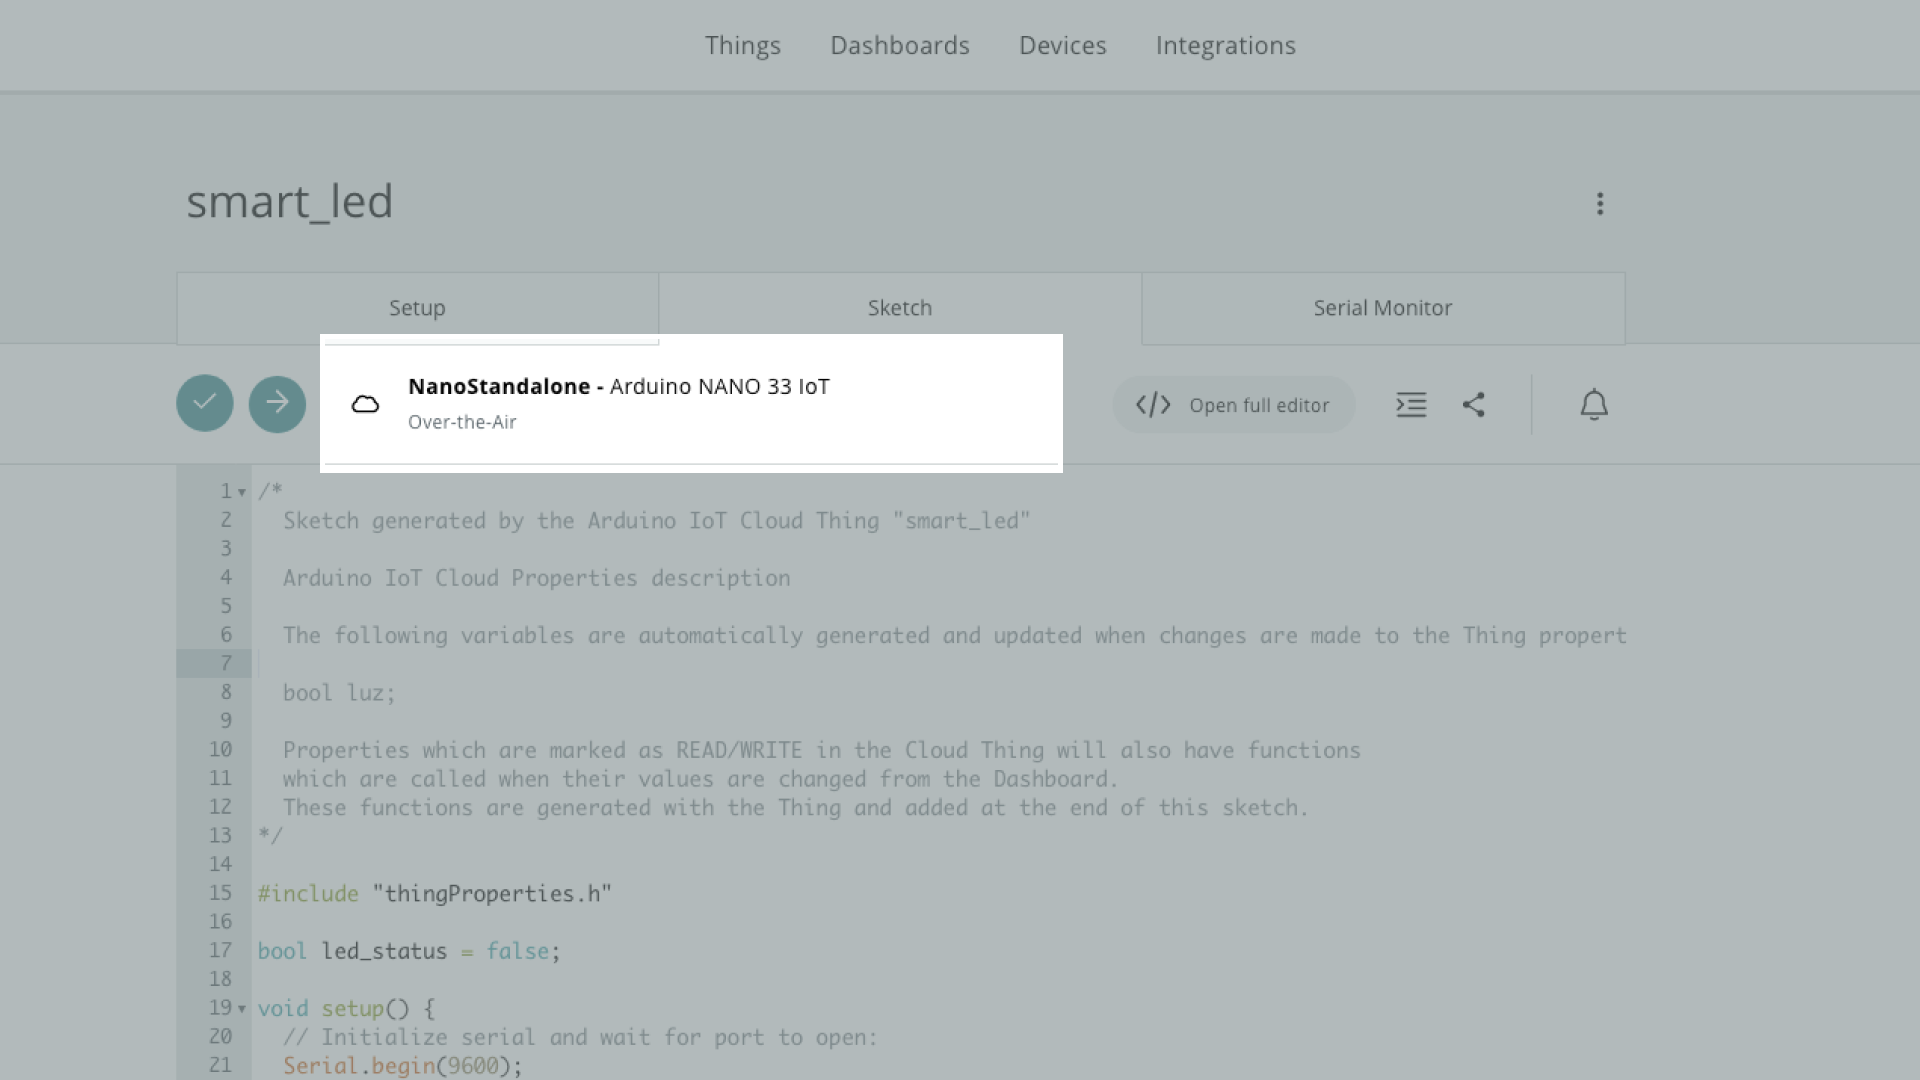 Things Dashboards Devices Integrations
smart_led
Setup Sketch Serial Monitor
NanoStandalone - Arduino NANO 33 IoT
Over-the-Air
</> Open full editor
1 /*
2 Sketch generated by the Arduino IoT Cloud Thing "smart_led"
3
4 Arduino IoT Cloud Properties description
5
6 The following variables are automatically generated and updated when changes are made to the Thing propert
7
8 bool luz;
9
10 Properties which are marked as READ/WRITE in the Cloud Thing will also have functions
11 which are called when their values are changed from the Dashboard.
12 These functions are generated with the Thing and added at the end of this sketch.
13 */
14
15 #include "thingProperties.h"
16
17 bool led_status = false;
18
19 void setup() {
20 // Initialize serial and wait for port to open:
21 Serial.begin(9600);